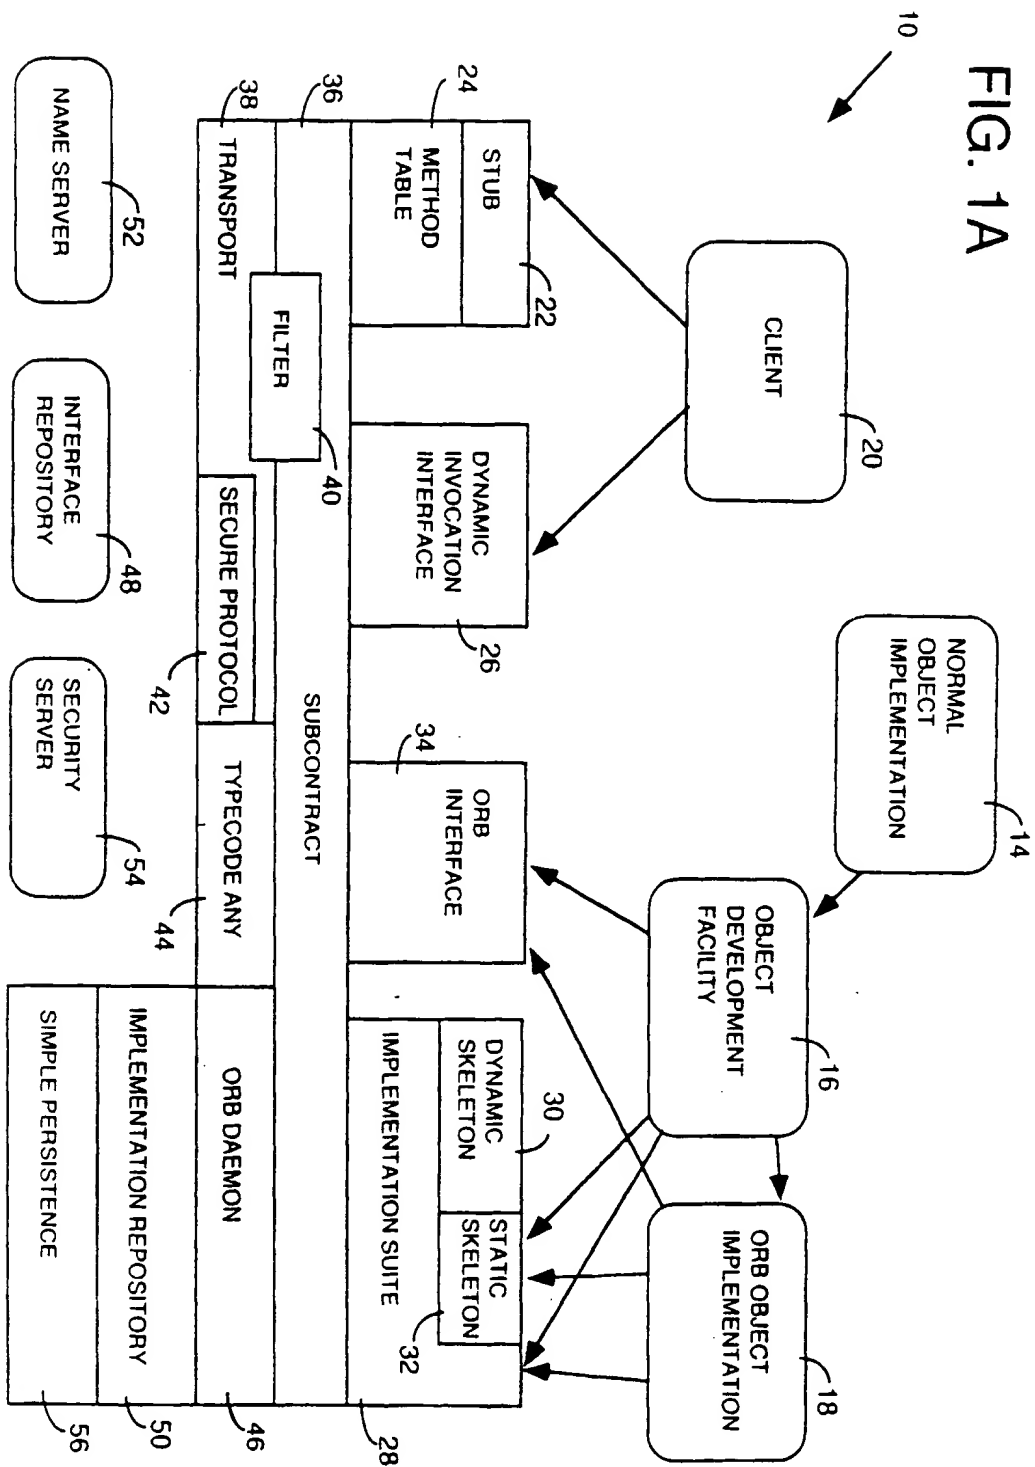 FIG. 1A
10
CLIENT
20
NORMAL
OBJECT
IMPLEMENTATION
14
OBJECT
DEVELOPMENT
FACILITY
16
ORB OBJECT
IMPLEMENTATION
18
STUB
22
24
METHOD
TABLE
DYNAMIC
INVOCATION
INTERFACE
26
34
ORB
INTERFACE
DYNAMIC
SKELETON
30
STATIC
SKELETON
32
IMPLEMENTATION SUITE
28
36
SUBCONTRACT
FILTER
40
38
TRANSPORT
SECURE PROTOCOL
42
TYPECODE ANY
44
ORB DAEMON
46
IMPLEMENTATION REPOSITORY
50
SIMPLE PERSISTENCE
56
NAME SERVER
52
INTERFACE
REPOSITORY
48
SECURITY
SERVER
54